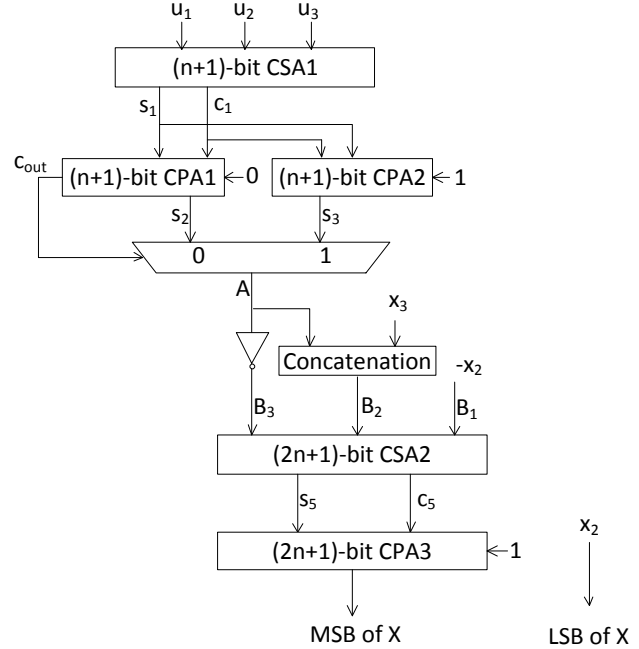 u₁ u₂ u₃
(n+1)-bit CSA1
s₁ c₁
c_out
(n+1)-bit CPA1 0 (n+1)-bit CPA2 1
s₂ s₃
0 1
A
x₃
Concatenation
-x₂
B₃ B₂ B₁
(2n+1)-bit CSA2
s₅ c₅
(2n+1)-bit CPA3 1 x₂
MSB of X LSB of X